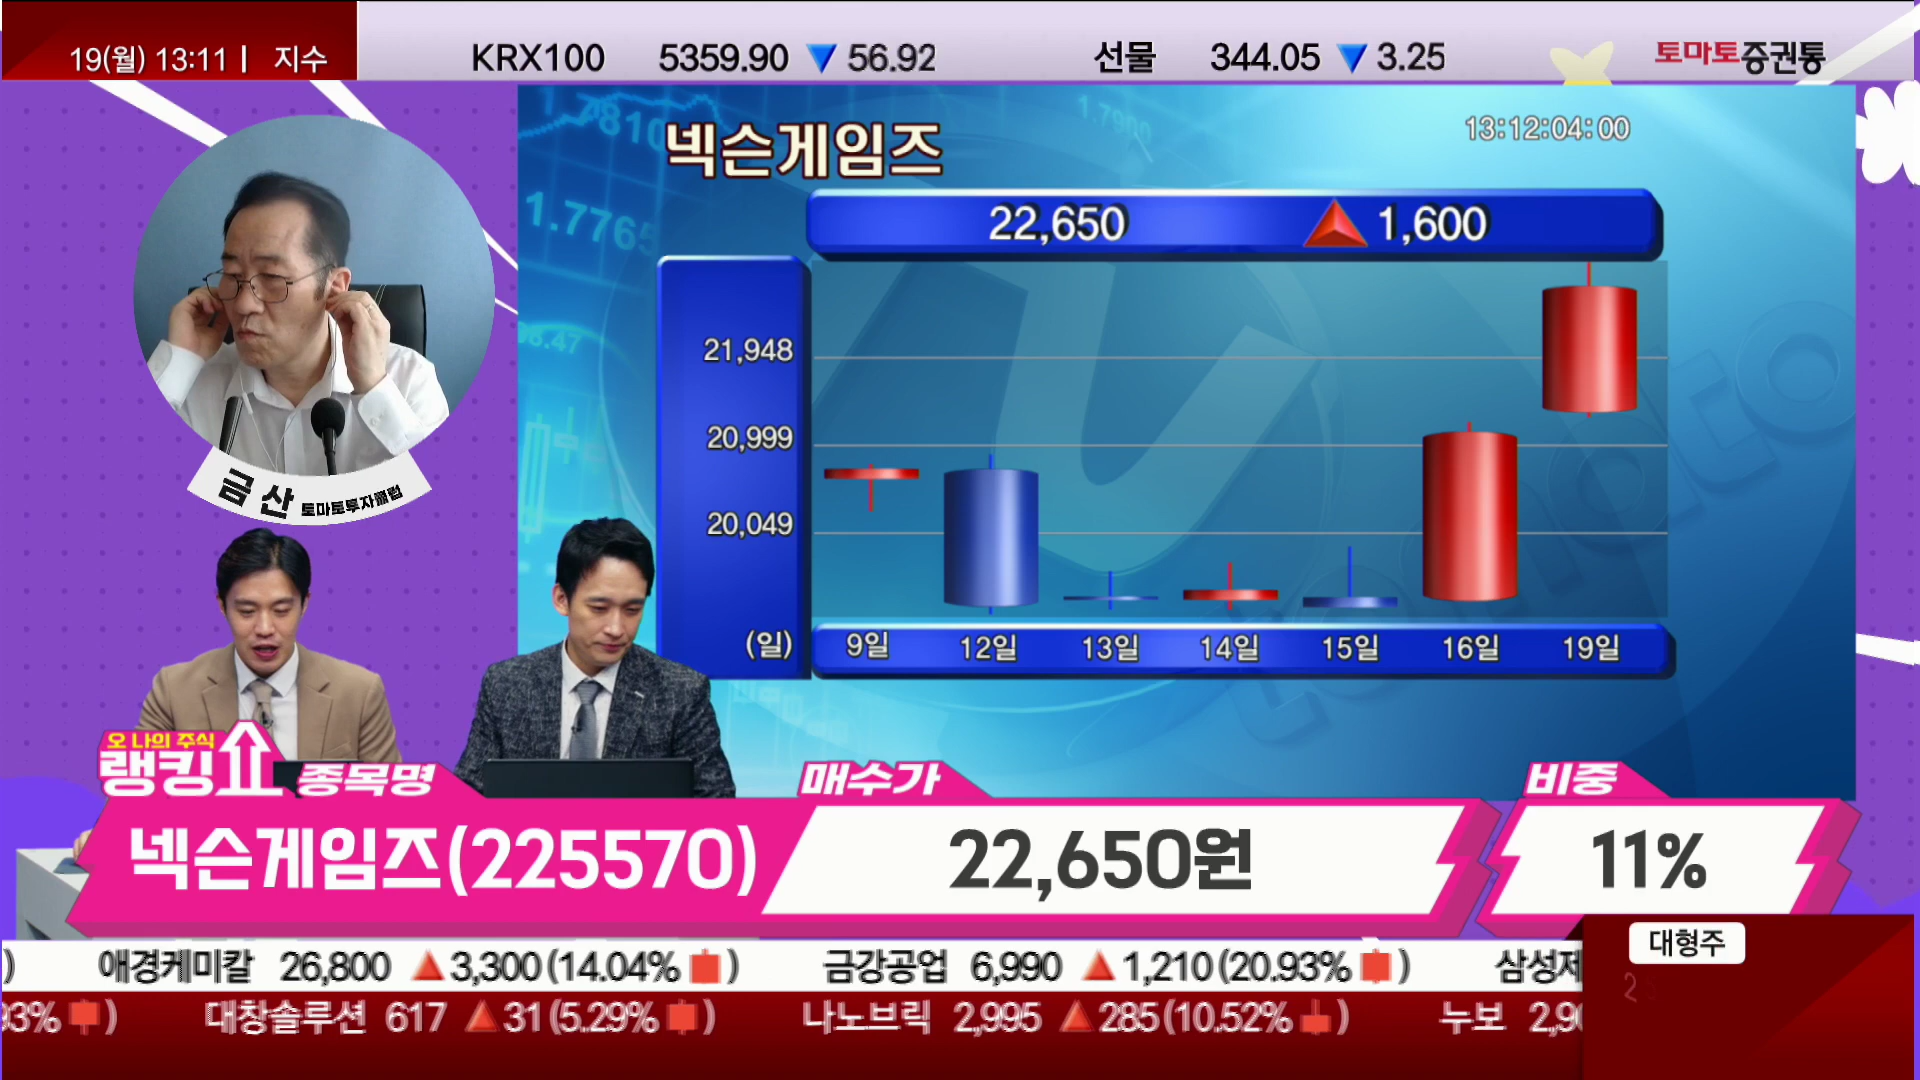 19(월) 13:11 | 지수 KRX100 5359.90 ▼ 56.92 선물 344.05 ▼ 3.25 토마토증권통
넥슨게임즈
13:12:04:00
22,650 ▲ 1,600
21,948
20,999
20,049
(일) 9일 12일 13일 14일 15일 16일 19일
금산 토마토투자클럽
오 나의 주식
랭킹 종목명 매수가 비중
넥슨게임즈(225570) 22,650원 11%
) 애경케미칼 26,800 ▲3,300(14.04% ) 금강공업 6,990 ▲1,210(20.93% ) 삼성제
대형주
93% ) 대창솔루션 617 ▲31(5.29% ) 나노브릭 2,995 ▲285(10.52% ) 누보 2,90